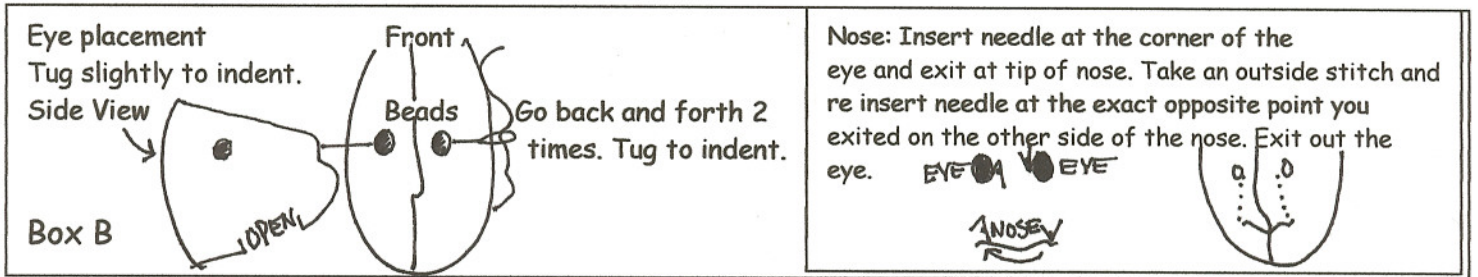 Eye placement
Tug slightly to indent.
Side View
Front
Beads
Go back and forth 2
times. Tug to indent.
OPEN
Box B
Nose: Insert needle at the corner of the
eye and exit at tip of nose. Take an outside stitch and
re insert needle at the exact opposite point you
exited on the other side of the nose. Exit out the
eye.
EYE EYE
NOSE